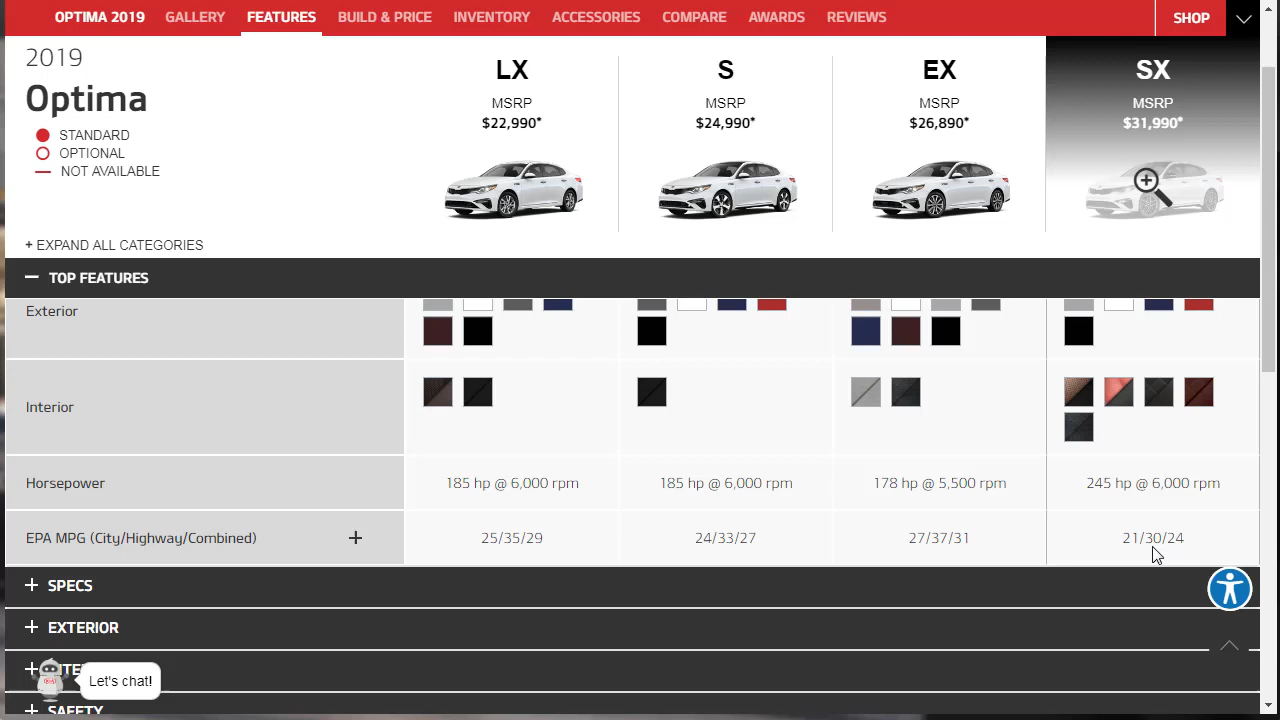 OPTIMA 2019 GALLERY FEATURES BUILD & PRICE INVENTORY ACCESSORIES COMPARE AWARDS REVIEWS SHOP
2019
Optima
STANDARD
OPTIONAL
NOT AVAILABLE
+ EXPAND ALL CATEGORIES
LX S EX SX
MSRP MSRP MSRP MSRP
$22,990* $24,990* $26,890* $31,990*
TOP FEATURES
Exterior
Interior
Horsepower 185 hp @ 6,000 rpm 185 hp @ 6,000 rpm 178 hp @ 5,500 rpm 245 hp @ 6,000 rpm
EPA MPG (City/Highway/Combined) + 25/35/29 24/33/27 27/37/31 21/30/24
+ SPECS
+ EXTERIOR
Let's chat!
+ SAFETY